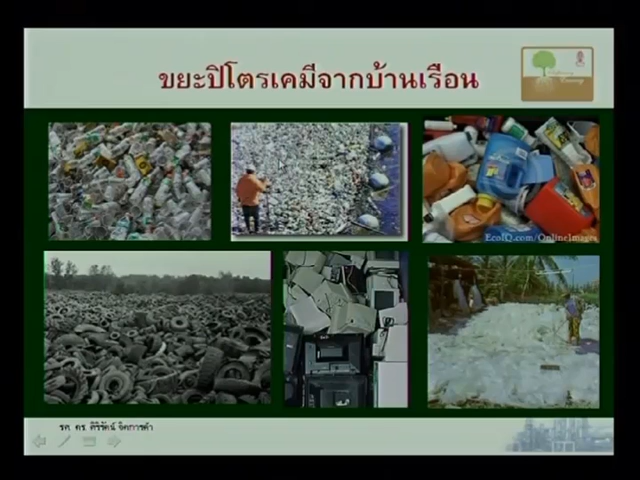 ขยะปิโตรเคมีจากบ้านเรือน
EcoIQ.com/OnlineImages
รศ. ดร. ศิริรัตน์ จิตการค้า